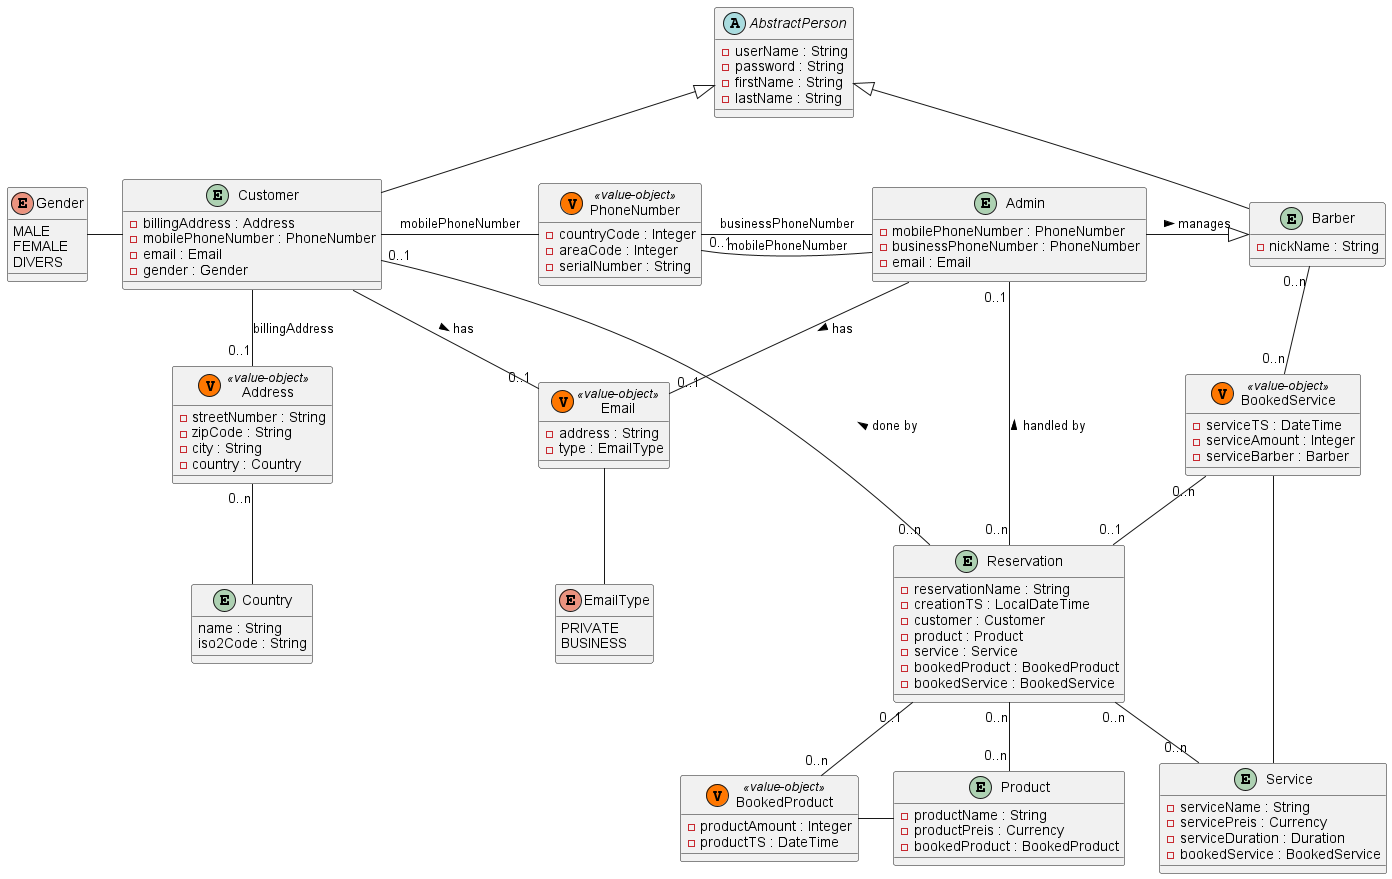 A AbstractPerson
userName : String
password : String
firstName : String
lastName : String
E Gender
MALE
FEMALE
DIVERS
E Customer
billingAddress : Address
mobilePhoneNumber : PhoneNumber
email : Email
gender : Gender
mobilePhoneNumber
V «value-object»
PhoneNumber
countryCode : Integer
areaCode : Integer
serialNumber : String
businessPhoneNumber
0..1
mobilePhoneNumber
E Admin
mobilePhoneNumber : PhoneNumber
businessPhoneNumber : PhoneNumber
email : Email
manages
E Barber
nickName : String
0..1
0..n
0..1
billingAddress
has
has
0..1
0..1
0..1
0..n
V «value-object»
Address
streetNumber : String
zipCode : String
city : String
country : Country
V «value-object»
Email
address : String
type : EmailType
done by
handled by
V «value-object»
BookedService
serviceTS : DateTime
serviceAmount : Integer
serviceBarber : Barber
0..n
0..n
0..n
0..n
0..1
E Country
name : String
iso2Code : String
E EmailType
PRIVATE
BUSINESS
E Reservation
reservationName : String
creationTS : LocalDateTime
customer : Customer
product : Product
service : Service
bookedProduct : BookedProduct
bookedService : BookedService
0..1
0..n
0..n
0..n
0..n
0..n
V «value-object»
BookedProduct
productAmount : Integer
productTS : DateTime
E Product
productName : String
productPreis : Currency
bookedProduct : BookedProduct
E Service
serviceName : String
servicePreis : Currency
serviceDuration : Duration
bookedService : BookedService